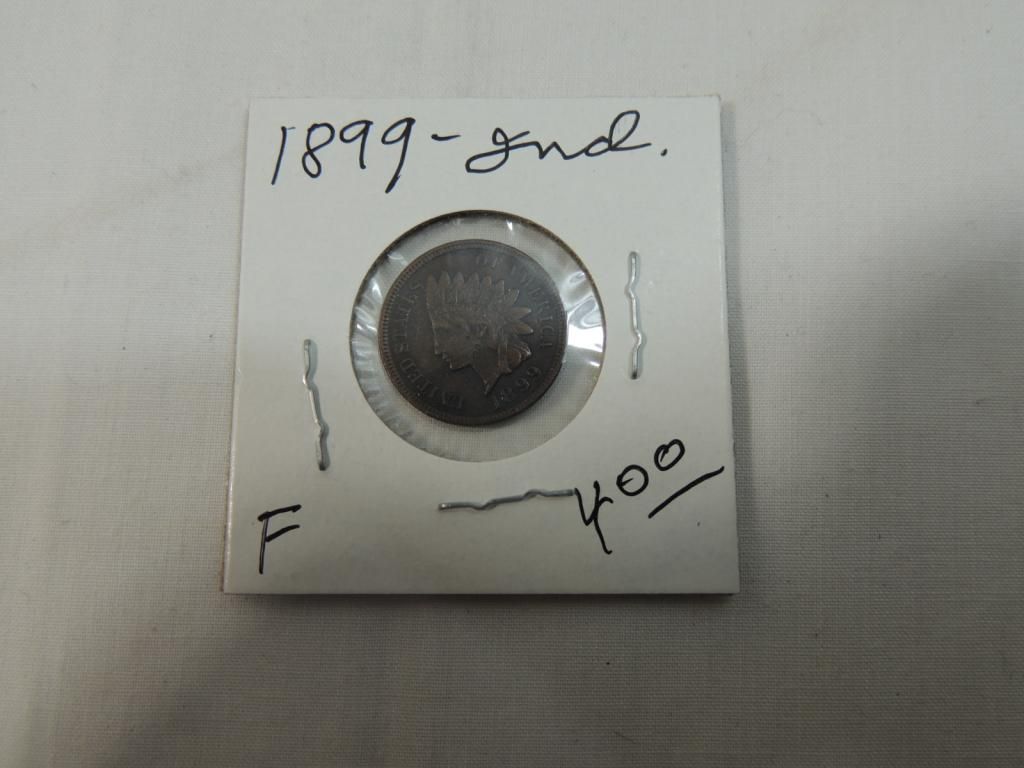 1899-Ind.
UNITED STATES OF AMERICA
1899
F
4 00